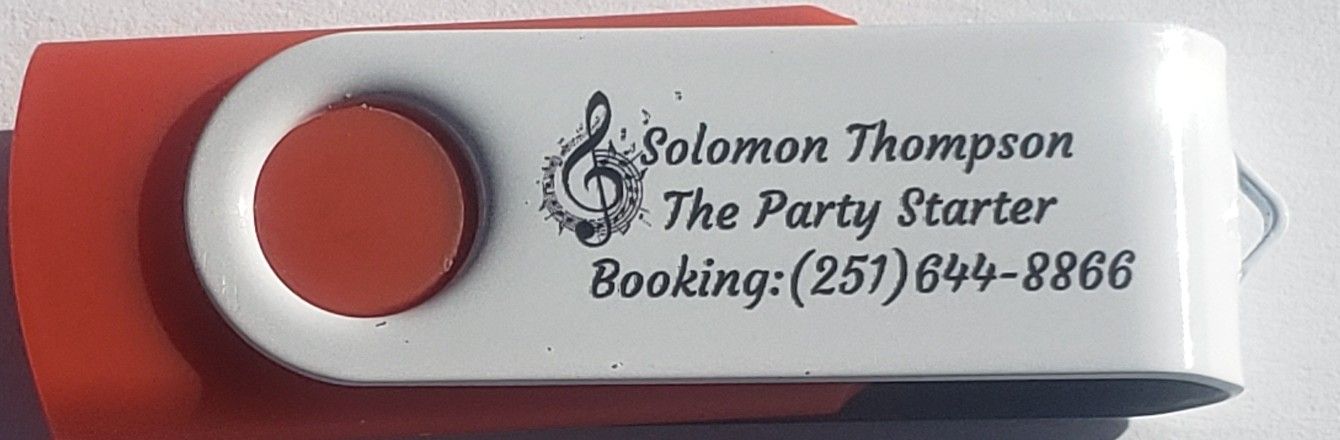 Solomon Thompson
The Party Starter
Booking:(251)644-8866